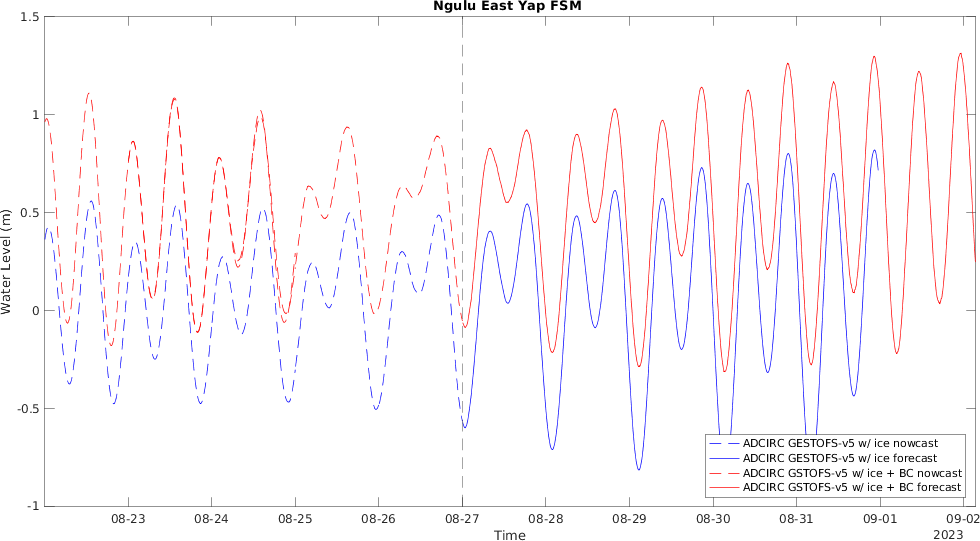 Ngulu East Yap FSM
1.5
1
0.5
0
-0.5
-1
Water Level (m)
ADCIRC GESTOFS-v5 w/ ice nowcast
ADCIRC GESTOFS-v5 w/ ice forecast
ADCIRC GSTOFS-v5 w/ ice + BC nowcast
ADCIRC GSTOFS-v5 w/ ice + BC forecast
08-23 08-24 08-25 08-26 08-27 08-28 08-29 08-30 08-31 09-01 09-02
Time
2023